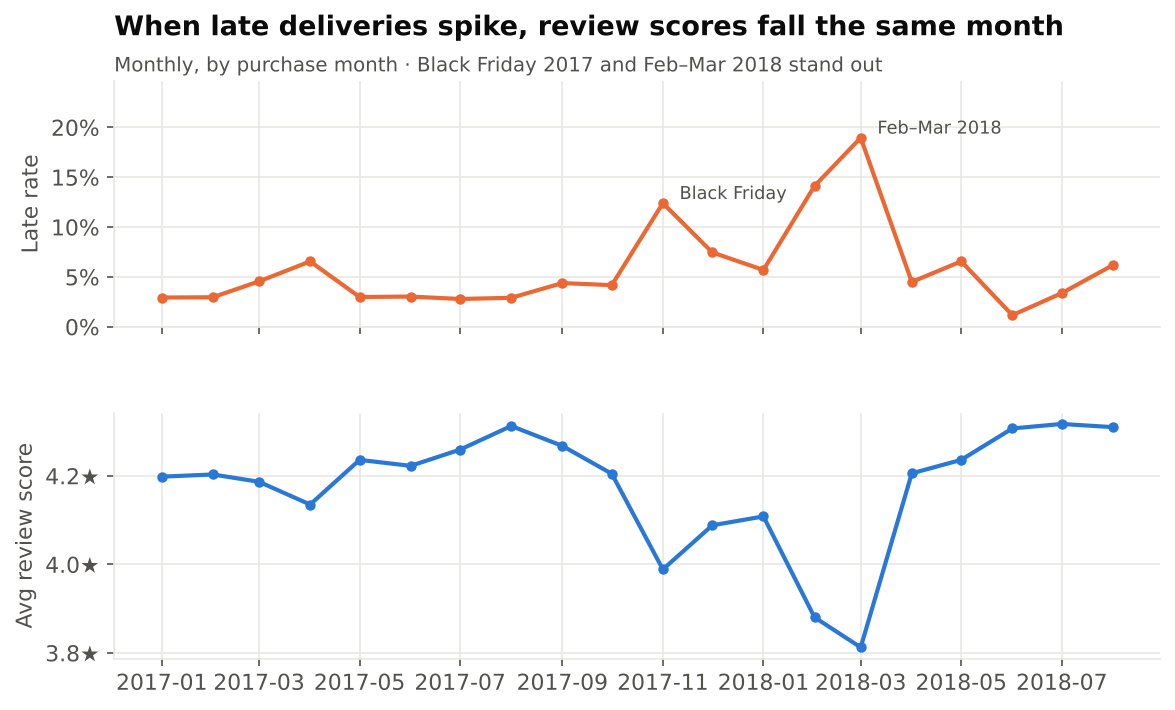 When late deliveries spike, review scores fall the same month
Monthly, by purchase month · Black Friday 2017 and Feb–Mar 2018 stand out
Late rate
20%
15%
10%
5%
0%
Black Friday
Feb–Mar 2018
Avg review score
4.2★
4.0★
3.8★
2017-01 2017-03 2017-05 2017-07 2017-09 2017-11 2018-01 2018-03 2018-05 2018-07